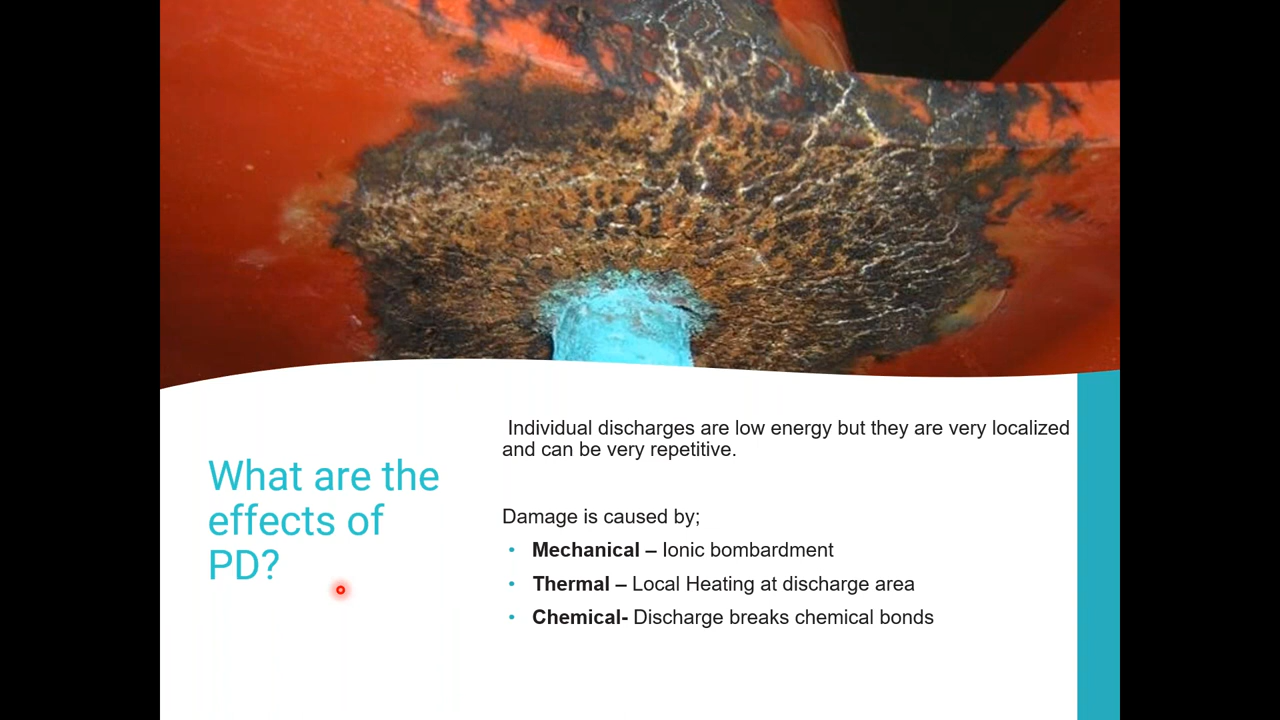 What are the
effects of
PD?
Individual discharges are low energy but they are very localized
and can be very repetitive.
Damage is caused by;
• Mechanical – Ionic bombardment
• Thermal – Local Heating at discharge area
• Chemical- Discharge breaks chemical bonds